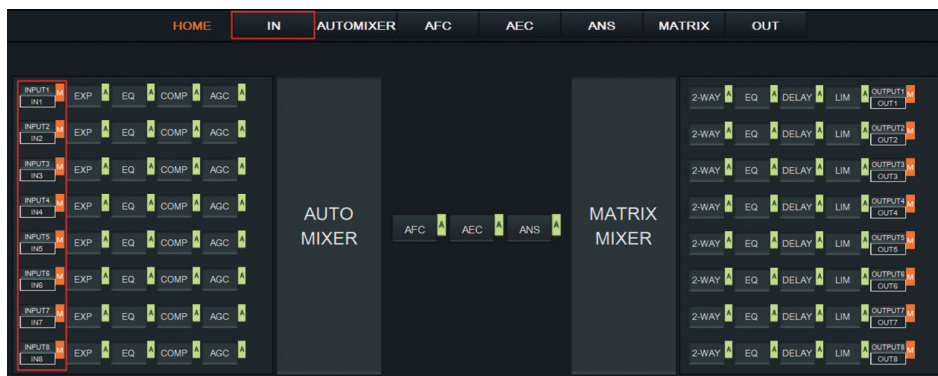 HOME IN AUTOMIXER AFC AEC ANS MATRIX OUT
INPUT1 M EXP A EQ A COMP A AGC A 2-WAY A EQ A DELAY A LIM A OUTPUT1 M
IN1 OUT1
INPUT2 M EXP A EQ A COMP A AGC A 2-WAY A EQ A DELAY A LIM A OUTPUT2 M
IN2 OUT2
INPUT3 M EXP A EQ A COMP A AGC A 2-WAY A EQ A DELAY A LIM A OUTPUT3 M
IN3 OUT3
INPUT4 M EXP A EQ A COMP A AGC A 2-WAY A EQ A DELAY A LIM A OUTPUT4 M
IN4 OUT4
AUTO MIXER
AFC A AEC A ANS A
MATRIX MIXER
INPUT5 M EXP A EQ A COMP A AGC A 2-WAY A EQ A DELAY A LIM A OUTPUT5 M
IN5 OUT5
INPUT6 M EXP A EQ A COMP A AGC A 2-WAY A EQ A DELAY A LIM A OUTPUT6 M
IN6 OUT6
INPUT7 M EXP A EQ A COMP A AGC A 2-WAY A EQ A DELAY A LIM A OUTPUT7 M
IN7 OUT7
INPUT8 M EXP A EQ A COMP A AGC A 2-WAY A EQ A DELAY A LIM A OUTPUT8 M
IN8 OUT8